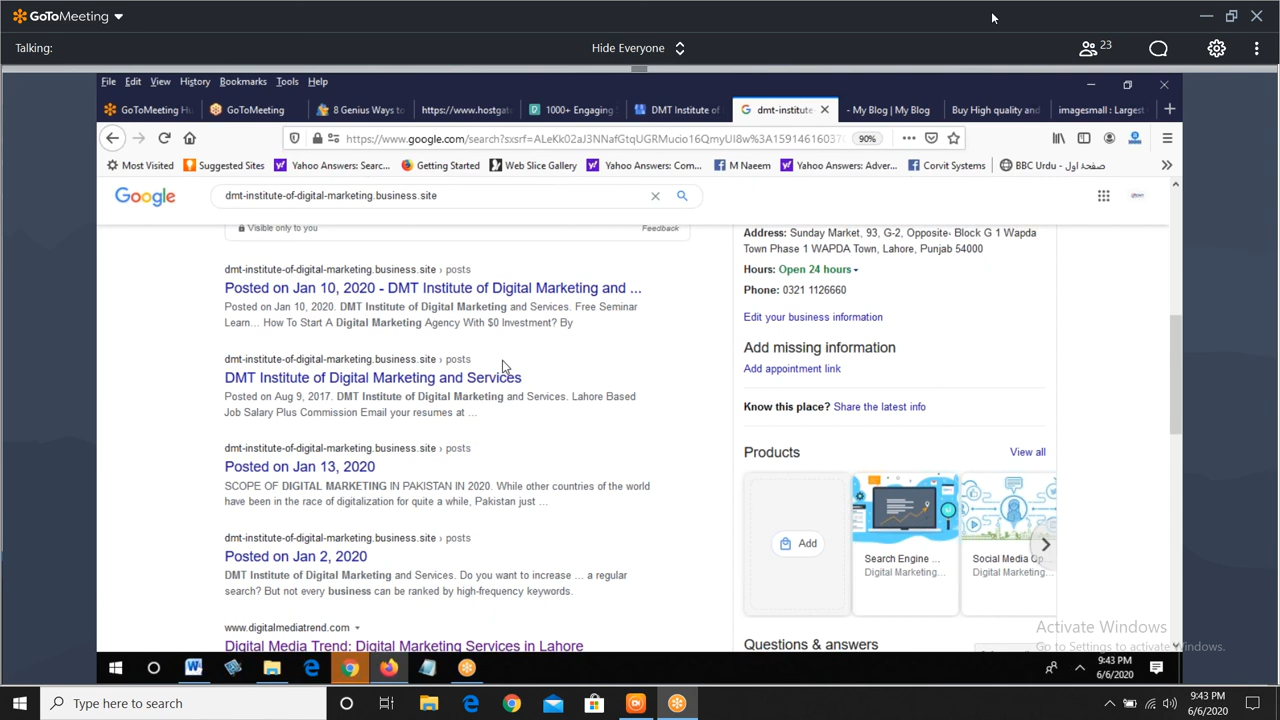 GoToMeeting
Talking:
Hide Everyone
23
File Edit View History Bookmarks Tools Help
GoToMeeting Hu
GoToMeeting
8 Genius Ways to
https://www.hostgat
1000+ Engaging
DMT Institute of
dmt-institute-
- My Blog | My Blog
Buy High quality and
imagesmall : Largest
90%
Most Visited
Suggested Sites
Yahoo Answers: Searc...
Getting Started
Web Slice Gallery
Yahoo Answers: Com...
M Naeem
Yahoo Answers: Adver...
Corvit Systems
BBC Urdu - صفحۂ اول
Google
dmt-institute-of-digital-marketing.business.site
Visible only to you
Feedback
dmt-institute-of-digital-marketing.business.site › posts
Posted on Jan 10, 2020 - DMT Institute of Digital Marketing and ...
Posted on Jan 10, 2020. DMT Institute of Digital Marketing and Services. Free Seminar
Learn… How To Start A Digital Marketing Agency With $0 Investment? By
dmt-institute-of-digital-marketing.business.site › posts
DMT Institute of Digital Marketing and Services
Posted on Aug 9, 2017. DMT Institute of Digital Marketing and Services. Lahore Based
Job Salary Plus Commission Email your resumes at ...
dmt-institute-of-digital-marketing.business.site › posts
Posted on Jan 13, 2020
SCOPE OF DIGITAL MARKETING IN PAKISTAN IN 2020. While other countries of the world
have been in the race of digitalization for quite a while, Pakistan just ...
dmt-institute-of-digital-marketing.business.site › posts
Posted on Jan 2, 2020
DMT Institute of Digital Marketing and Services. Do you want to increase ... a regular
search? But not every business can be ranked by high-frequency keywords.
www.digitalmediatrend.com
Digital Media Trend: Digital Marketing Services in Lahore
Address: Sunday Market, 93, G-2, Opposite- Block G 1 Wapda
Town Phase 1 WAPDA Town, Lahore, Punjab 54000
Hours: Open 24 hours
Phone: 0321 1126660
Edit your business information
Add missing information
Add appointment link
Know this place? Share the latest info
Products
View all
Add
Search Engine ...
Digital Marketing...
Social Media Op...
Digital Marketing...
Questions & answers
Activate Windows
Go to Settings to activate Windows.
9:43 PM
6/6/2020
Type here to search
9:43 PM
6/6/2020